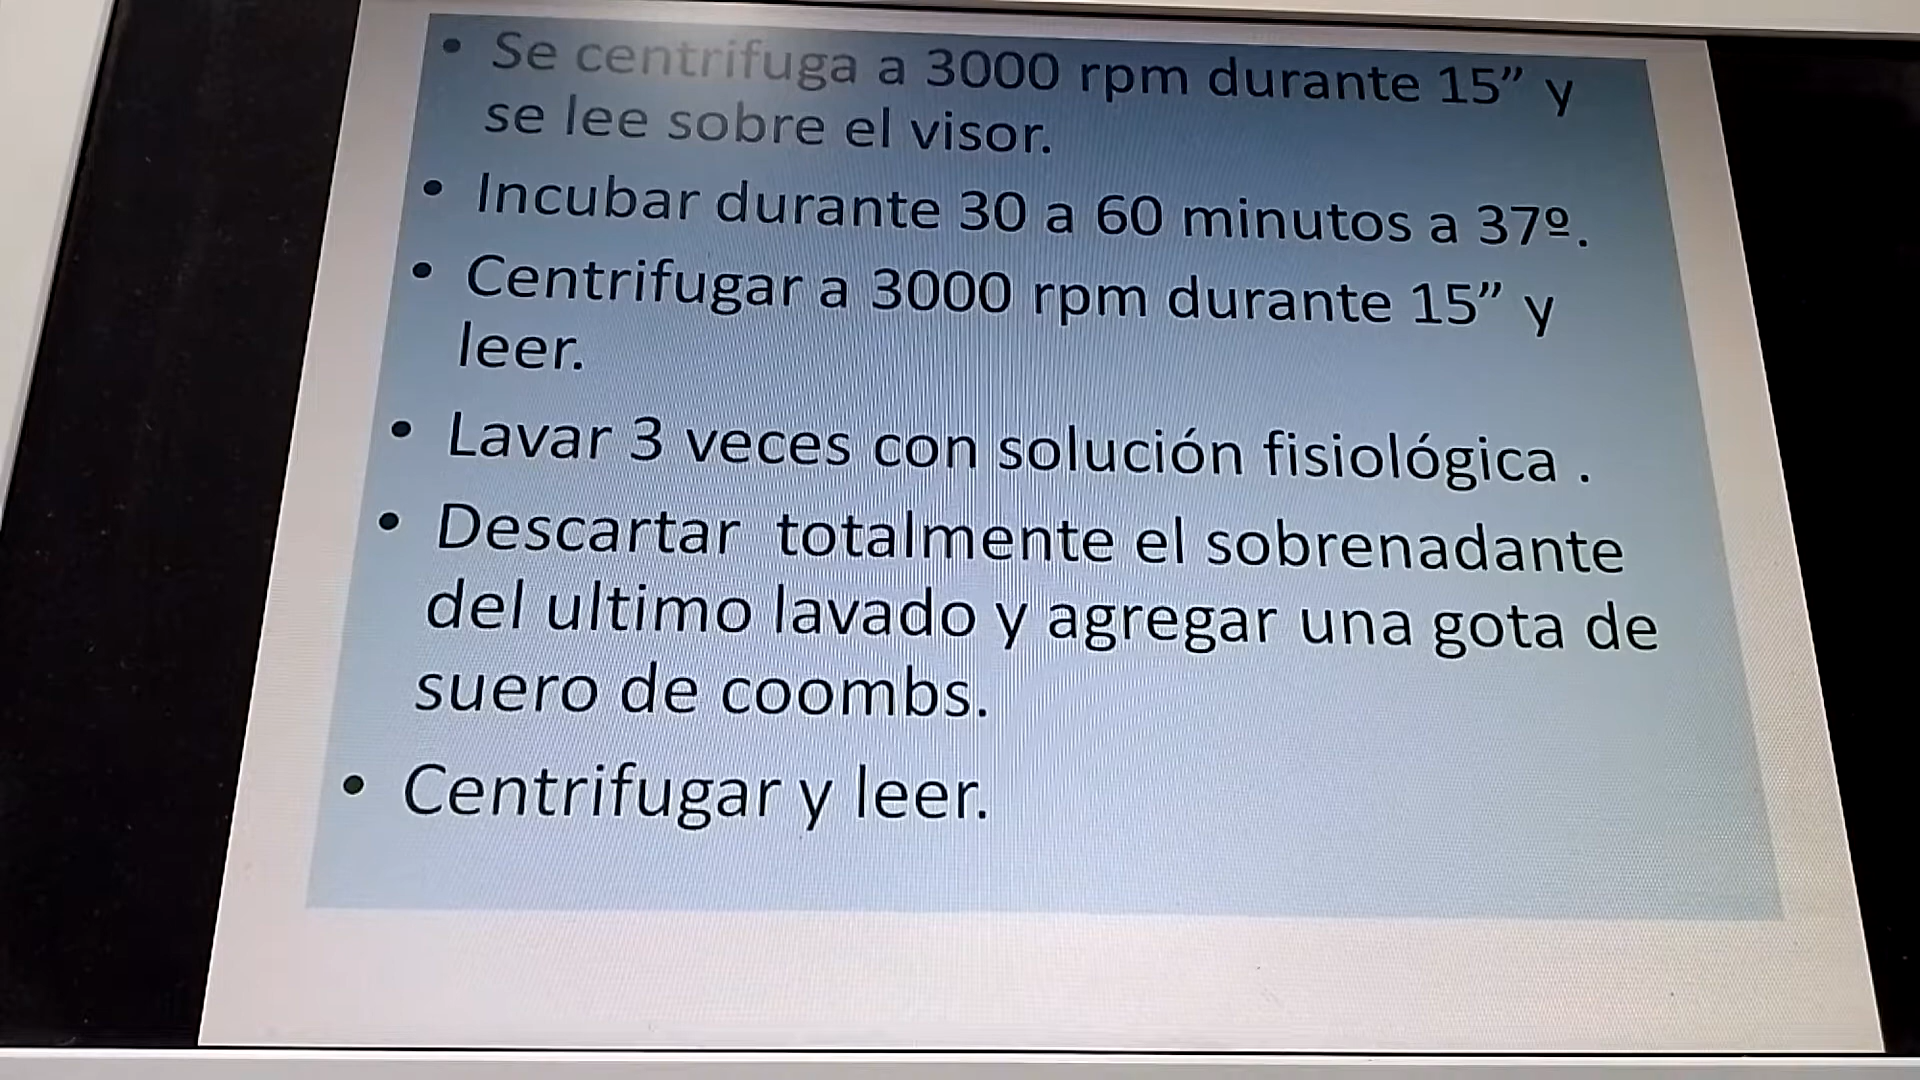 • Se centrifuga a 3000 rpm durante 15” y
se lee sobre el visor.
• Incubar durante 30 a 60 minutos a 37º.
• Centrifugar a 3000 rpm durante 15” y
leer.
• Lavar 3 veces con solución fisiológica .
• Descartar totalmente el sobrenadante
del ultimo lavado y agregar una gota de
suero de coombs.
• Centrifugar y leer.